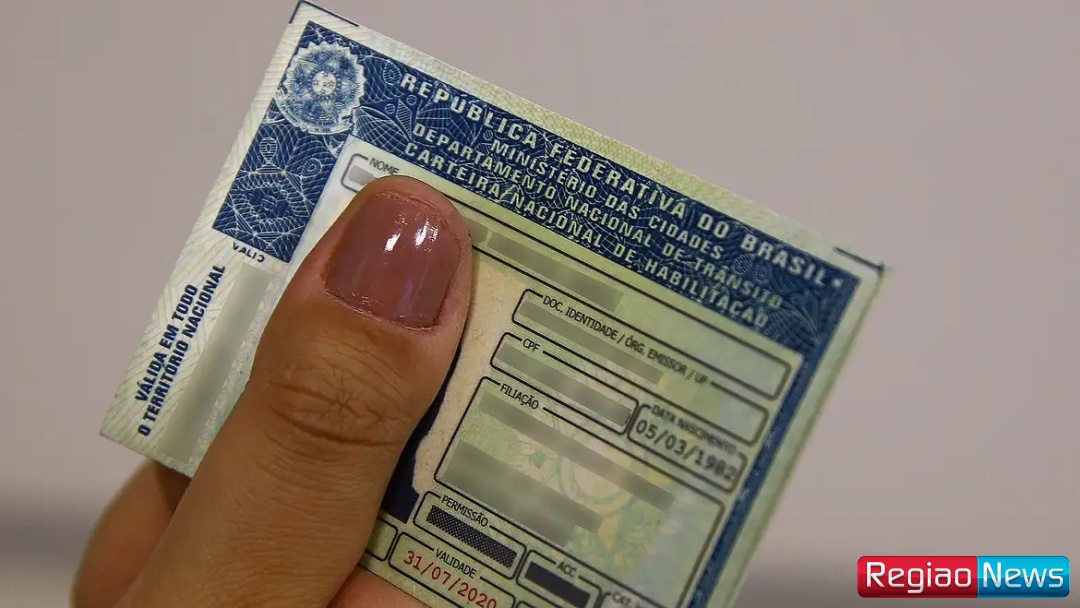 REPÚBLICA FEDERATIVA DO BRASIL
MINISTÉRIO DAS CIDADES
DEPARTAMENTO NACIONAL DE TRÂNSITO
CARTEIRA NACIONAL DE HABILITAÇÃO
NOME
DOC. IDENTIDADE / ÓRG. EMISSOR / UF
CPF
DATA NASCIMENTO
05/03/1982
FILIAÇÃO
PERMISSÃO
ACC
VALIDADE
31/07/2020
VÁLIDA EM TODO
O TERRITÓRIO NACIONAL
Regiao News